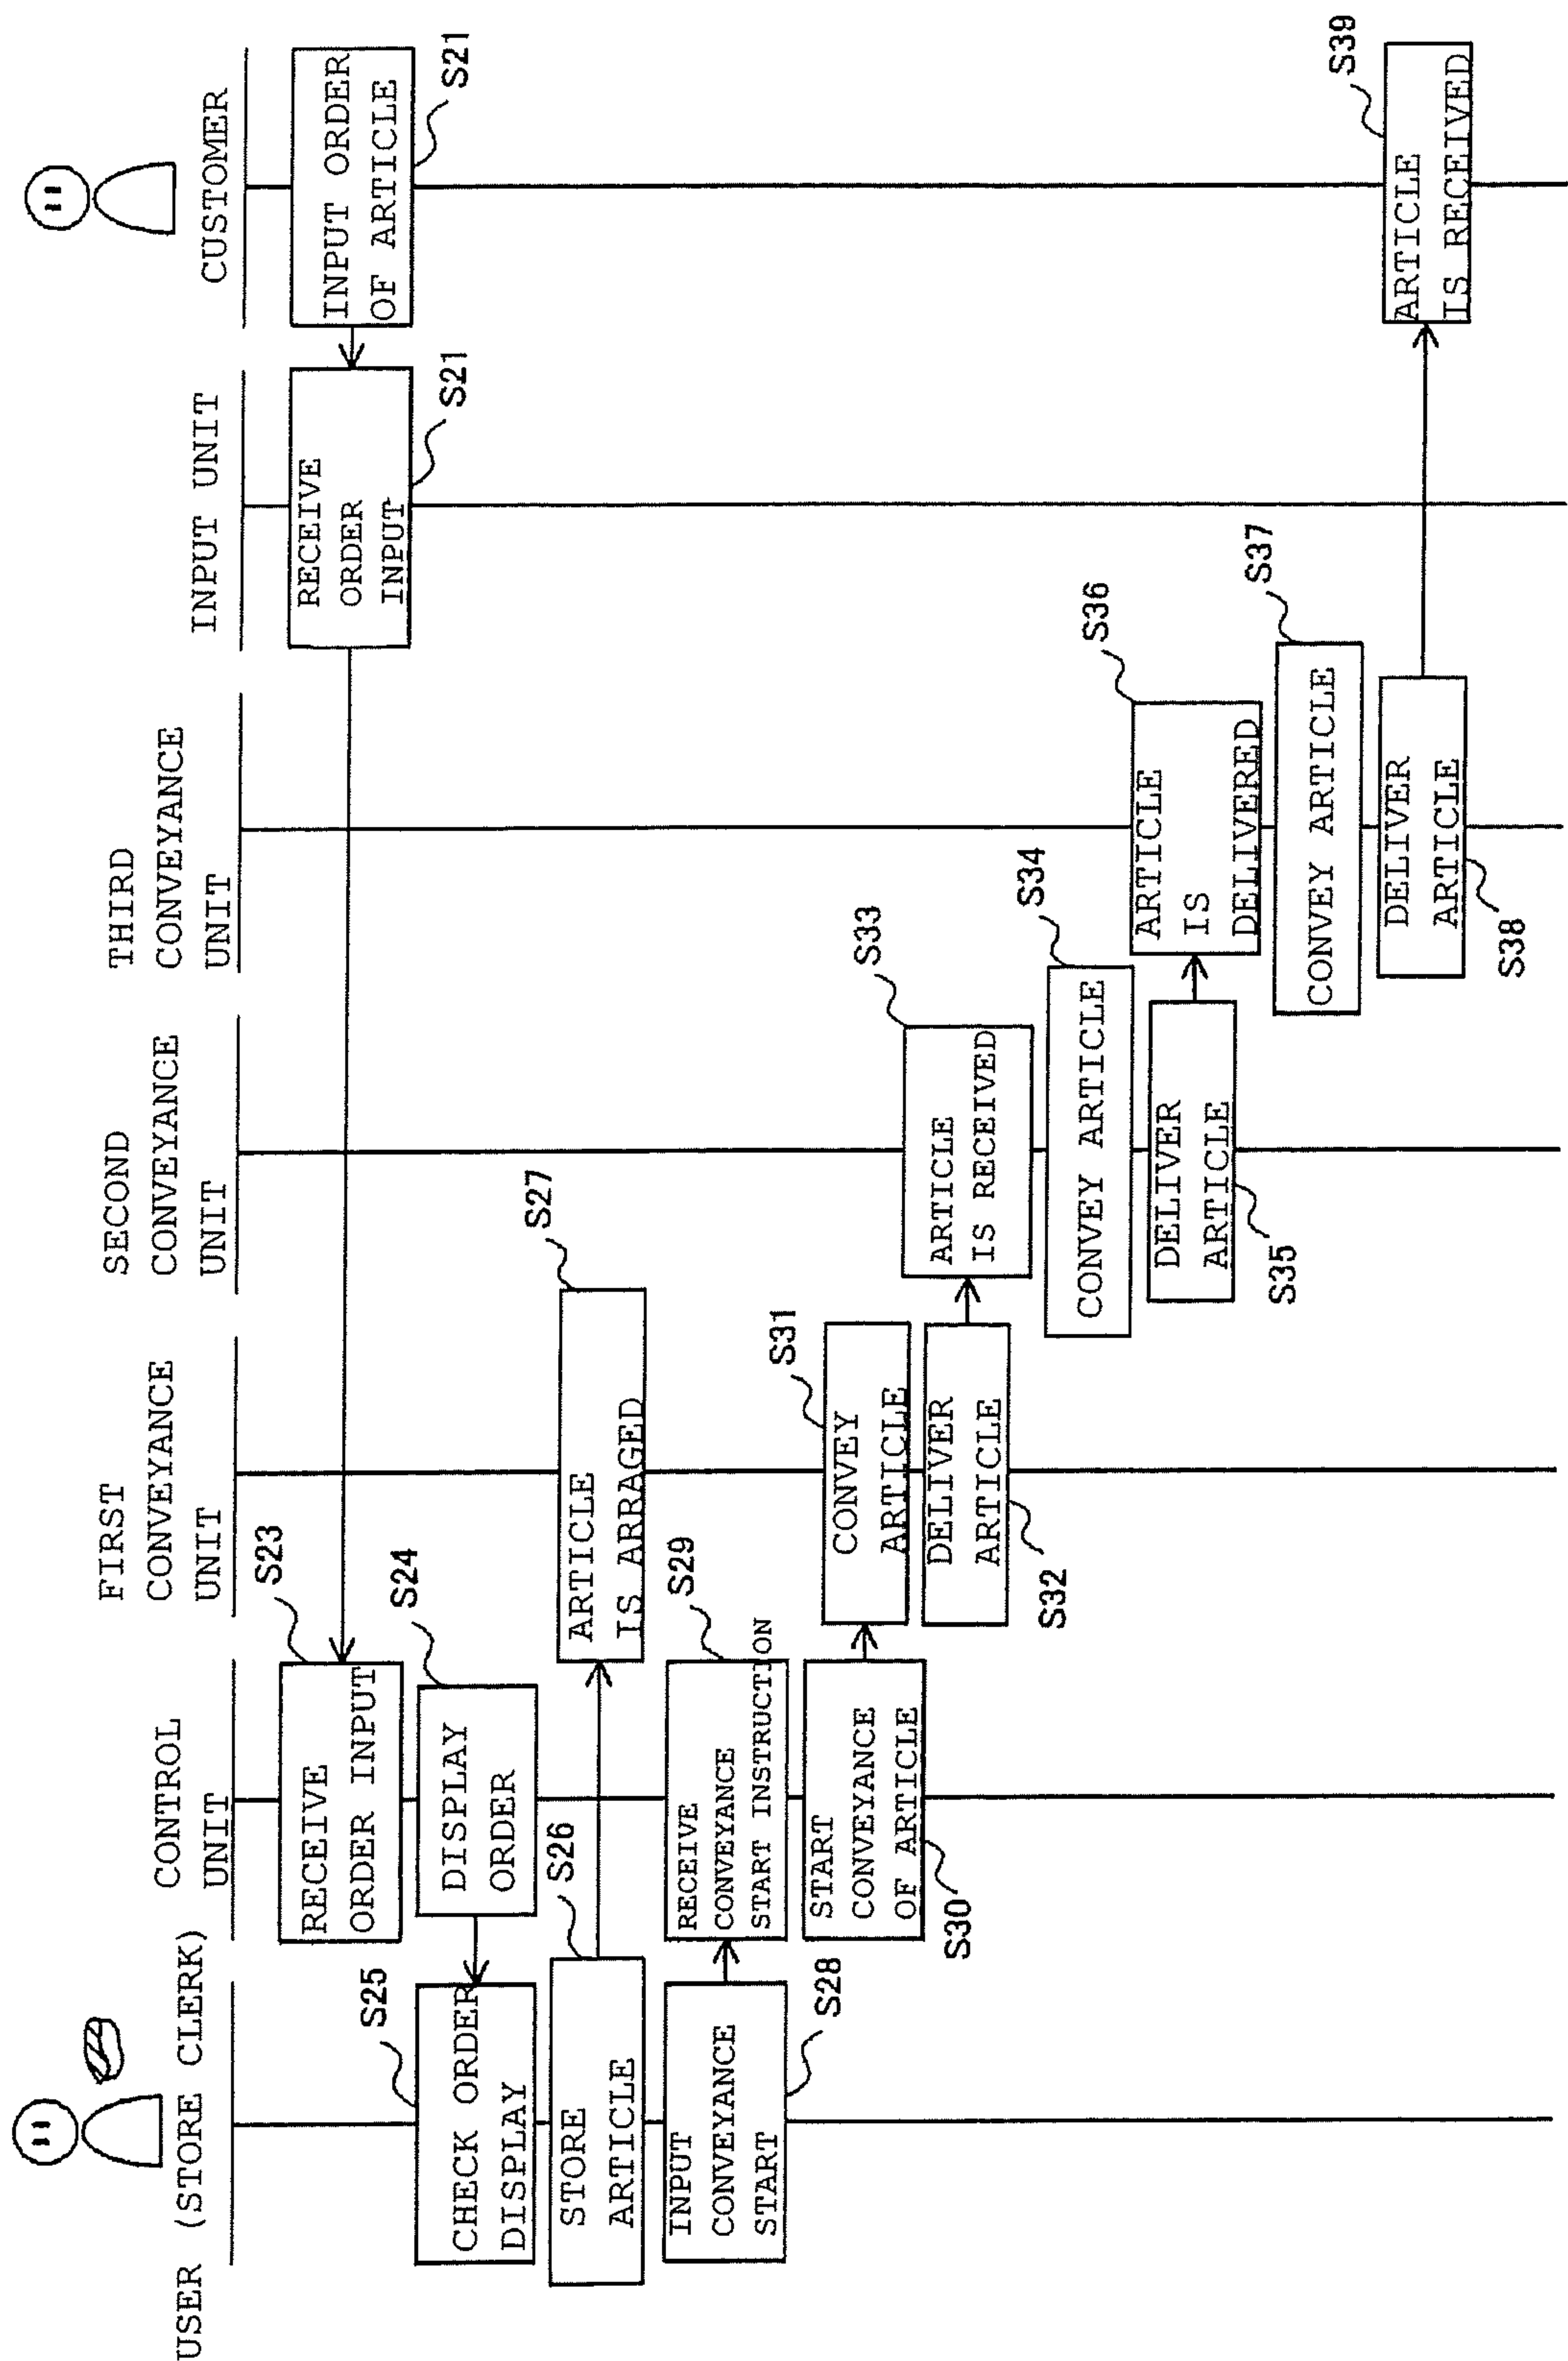 USER (STORE CLERK)
CONTROL
UNIT
FIRST
CONVEYANCE
UNIT
SECOND
CONVEYANCE
UNIT
THIRD
CONVEYANCE
UNIT
INPUT UNIT
CUSTOMER
INPUT ORDER
OF ARTICLE
S21
RECEIVE
ORDER
INPUT
S21
RECEIVE
ORDER INPUT
S23
DISPLAY
ORDER
S24
CHECK ORDER
DISPLAY
S25
STORE
ARTICLE
S26
ARTICLE
IS ARRAGED
S27
INPUT
CONVEYANCE
START
S28
RECEIVE
CONVEYANCE
START INSTRUCTION
S29
START
CONVEYANCE
OF ARTICLE
S30
CONVEY
ARTICLE
S31
DELIVER
ARTICLE
S32
ARTICLE
IS RECEIVED
S33
CONVEY ARTICLE
S34
DELIVER
ARTICLE
S35
ARTICLE
IS
DELIVERED
S36
CONVEY ARTICLE
S37
DELIVER
ARTICLE
S38
ARTICLE
IS RECEIVED
S39